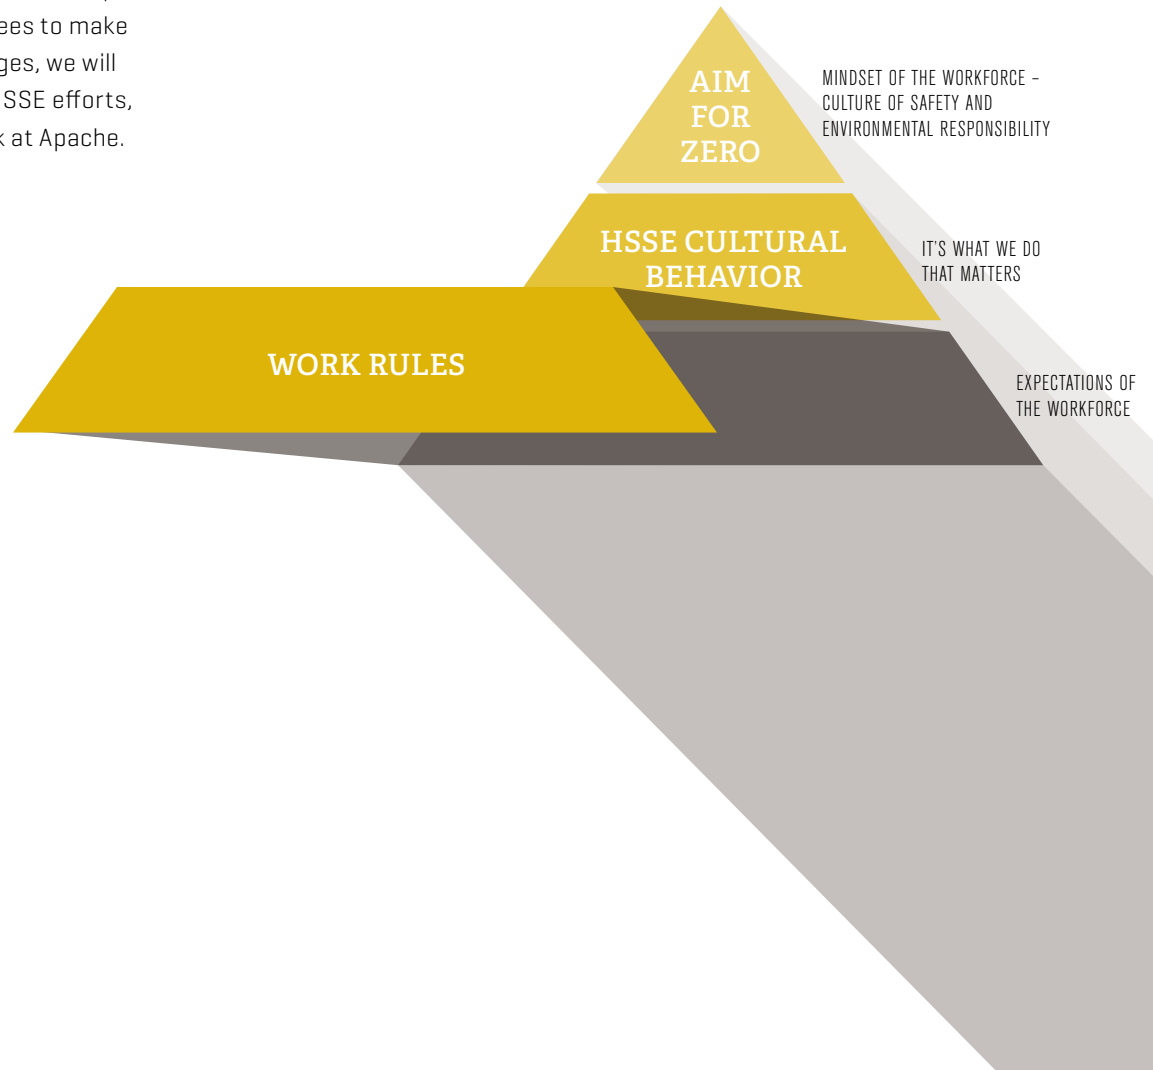 ees to make
ges, we will
SSE efforts,
k at Apache.
AIM
FOR
ZERO
MINDSET OF THE WORKFORCE –
CULTURE OF SAFETY AND
ENVIRONMENTAL RESPONSIBILITY
HSSE CULTURAL
BEHAVIOR
IT'S WHAT WE DO
THAT MATTERS
WORK RULES
EXPECTATIONS OF
THE WORKFORCE